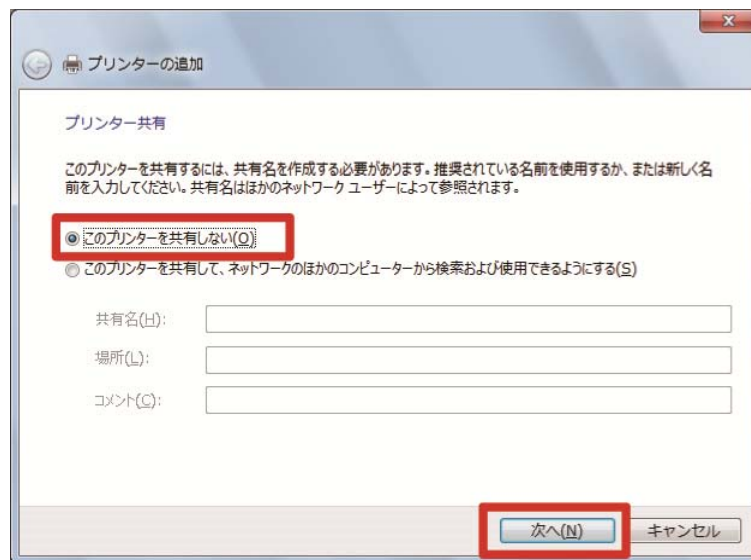 プリンターの追加
プリンター共有
このプリンターを共有するには、共有名を作成する必要があります。推奨されている名前を使用するか、または新しく名
前を入力してください。共有名はほかのネットワーク ユーザーによって参照されます。
このプリンターを共有しない(O)
このプリンターを共有して、ネットワークのほかのコンピューターから検索および使用できるようにする(S)
共有名(H):
場所(L):
コメント(C):
次へ(N) キャンセル